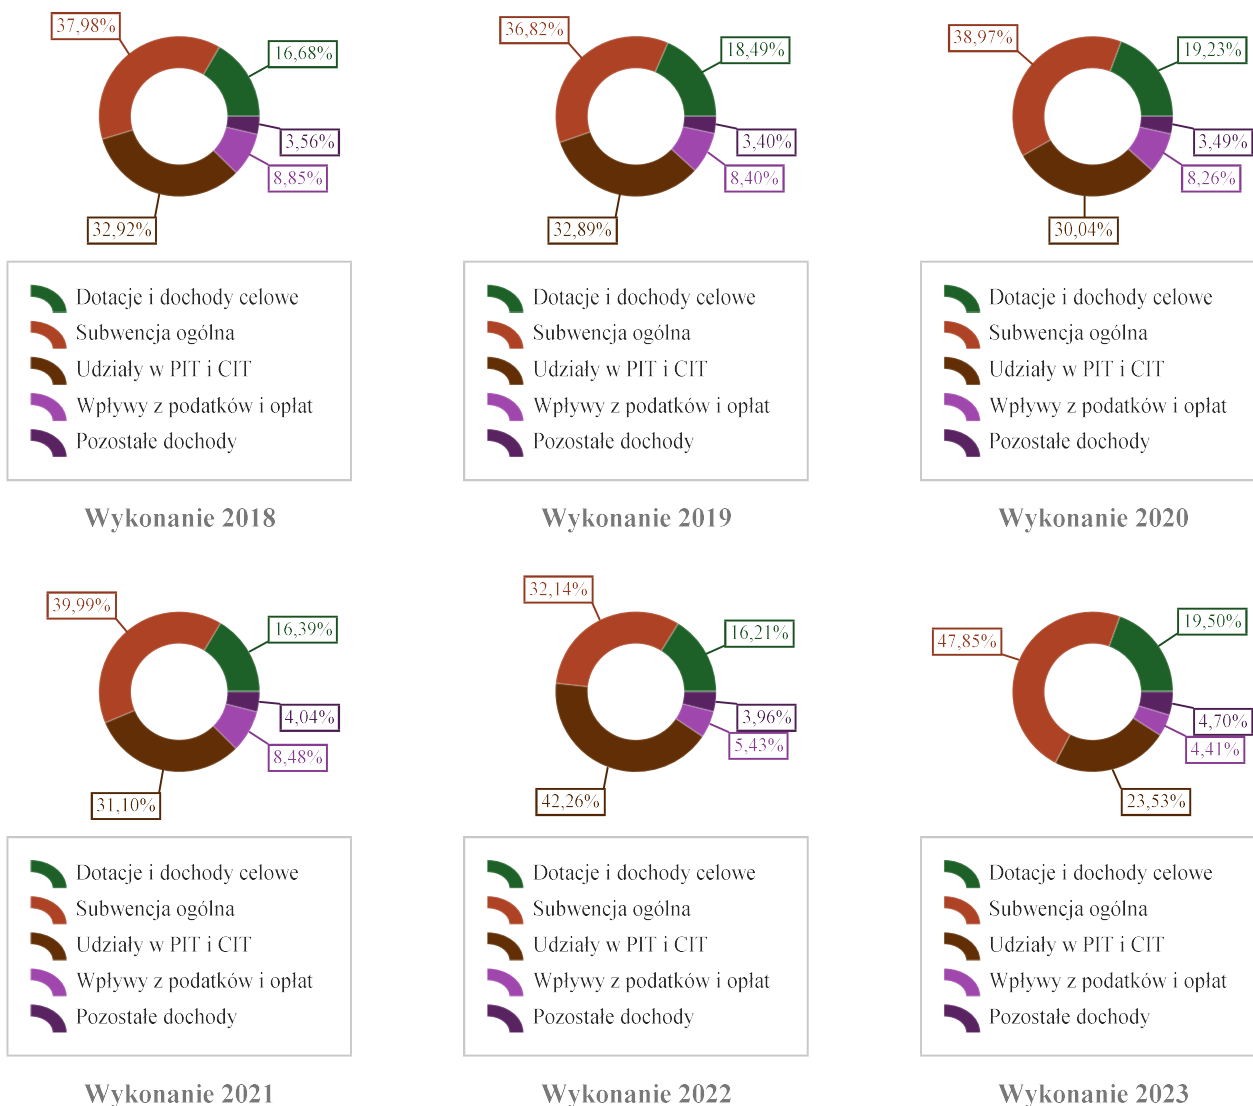 37,98%
16,68%
3,56%
8,85%
32,92%
Dotacje i dochody celowe
Subwencja ogólna
Udziały w PIT i CIT
Wpływy z podatków i opłat
Pozostałe dochody
Wykonanie 2018
36,82%
18,49%
3,40%
8,40%
32,89%
Dotacje i dochody celowe
Subwencja ogólna
Udziały w PIT i CIT
Wpływy z podatków i opłat
Pozostałe dochody
Wykonanie 2019
38,97%
19,23%
3,49%
8,26%
30,04%
Dotacje i dochody celowe
Subwencja ogólna
Udziały w PIT i CIT
Wpływy z podatków i opłat
Pozostałe dochody
Wykonanie 2020
39,99%
16,39%
4,04%
8,48%
31,10%
Dotacje i dochody celowe
Subwencja ogólna
Udziały w PIT i CIT
Wpływy z podatków i opłat
Pozostałe dochody
Wykonanie 2021
32,14%
16,21%
3,96%
5,43%
42,26%
Dotacje i dochody celowe
Subwencja ogólna
Udziały w PIT i CIT
Wpływy z podatków i opłat
Pozostałe dochody
Wykonanie 2022
47,85%
19,50%
4,70%
4,41%
23,53%
Dotacje i dochody celowe
Subwencja ogólna
Udziały w PIT i CIT
Wpływy z podatków i opłat
Pozostałe dochody
Wykonanie 2023